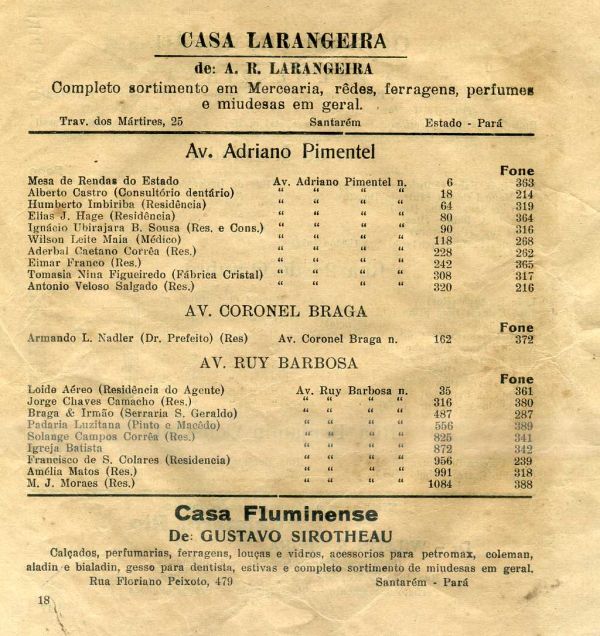 CASA LARANGEIRA
de: A. R. LARANGEIRA
Completo sortimento em Mercearia, rêdes, ferragens, perfumes
e miudesas em geral.
Trav. dos Mártires, 25 Santarém Estado - Pará
Av. Adriano Pimentel
Fone
Mesa de Rendas do Estado Av. Adriano Pimentel n. 6 363
Alberto Castro (Consultório dentário) “ “ “ “ 18 214
Humberto Imbiriba (Residência) “ “ “ “ 64 319
Elias J. Hage (Residência) “ “ “ “ 80 364
Ignácio Ubirajara B. Sousa (Res. e Cons.) “ “ “ “ 90 316
Wilson Leite Maia (Médico) “ “ “ “ 118 268
Aderbal Caetano Corrêa (Res.) “ “ “ “ 228 262
Eimar Franco (Res.) “ “ “ “ 242 365
Tomasia Nina Figueiredo (Fábrica Cristal) “ “ “ “ 308 317
Antonio Veloso Salgado (Res.) “ “ “ “ 320 216
AV. CORONEL BRAGA
Fone
Armando L. Nadler (Dr. Prefeito) (Res) Av. Coronel Braga n. 162 372
AV. RUY BARBOSA
Fone
Loide Aéreo (Residência do Agente) Av. Ruy Barbosa n. 35 361
Jorge Chaves Camacho (Res.) “ “ “ “ 316 380
Braga & Irmão (Serraria S. Geraldo) “ “ “ “ 487 287
Padaria Luzitana (Pinto e Macêdo) “ “ “ “ 556 389
Solange Campos Corrêa (Res.) “ “ “ “ 825 341
Igreja Batista “ “ “ “ 872 342
Francisco de S. Colares (Residencia) “ “ “ “ 956 239
Amélia Matos (Res.) “ “ “ “ 991 318
M. J. Moraes (Res.) “ “ “ “ 1084 388
Casa Fluminense
De: GUSTAVO SIROTHEAU
Calçados, perfumarias, ferragens, louças e vidros, acessorios para petromax, coleman,
aladin e bialadin, gesso para dentista, estivas e completo sortimento de miudesas em geral.
Rua Floriano Peixoto, 479 Santarém - Pará
18